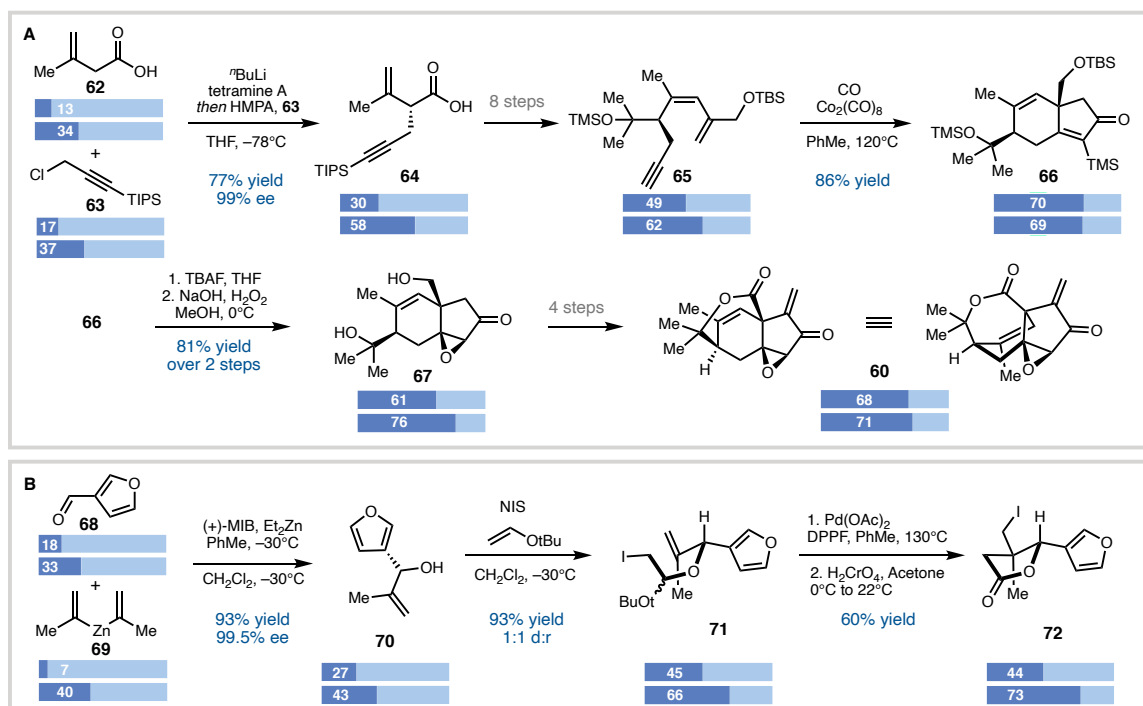 A
Me
O
OH
62
13
34
+
Cl
63
TIPS
17
37
ⁿBuLi
tetramine A
then HMPA, 63
THF, –78°C
77% yield
99% ee
Me
O
OH
TIPS
64
30
58
8 steps
Me
Me
TMSO
Me
OTBS
65
49
62
CO
Co₂(CO)₈
PhMe, 120°C
86% yield
OTBS
Me
O
TMSO
Me
Me
TMS
66
70
69
66
1. TBAF, THF
2. NaOH, H₂O₂
MeOH, 0°C
81% yield
over 2 steps
HO
Me
HO
Me
Me
O
O
67
61
76
4 steps
O
O
Me
Me
Me
H
O
O
60
68
71
O
O
Me
Me
H
Me
O
O
B
O
O
68
18
33
+
Me
Zn
Me
69
7
40
(+)-MIB, Et₂Zn
PhMe, –30°C
CH₂Cl₂, –30°C
93% yield
99.5% ee
O
OH
Me
70
27
43
NIS
OtBu
CH₂Cl₂, –30°C
93% yield
1:1 d:r
H
I
O
O
Me
BuOt
71
45
66
1. Pd(OAc)₂
DPPF, PhMe, 130°C
2. H₂CrO₄, Acetone
0°C to 22°C
60% yield
I
H
O
O
O
Me
72
44
73